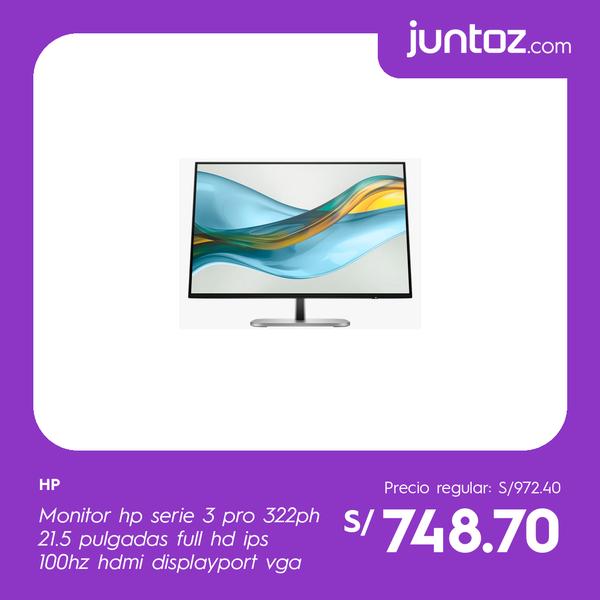 juntoz.com
HP
Monitor hp serie 3 pro 322ph
21.5 pulgadas full hd ips
100hz hdmi displayport vga
Precio regular: S/972.40
S/748.70